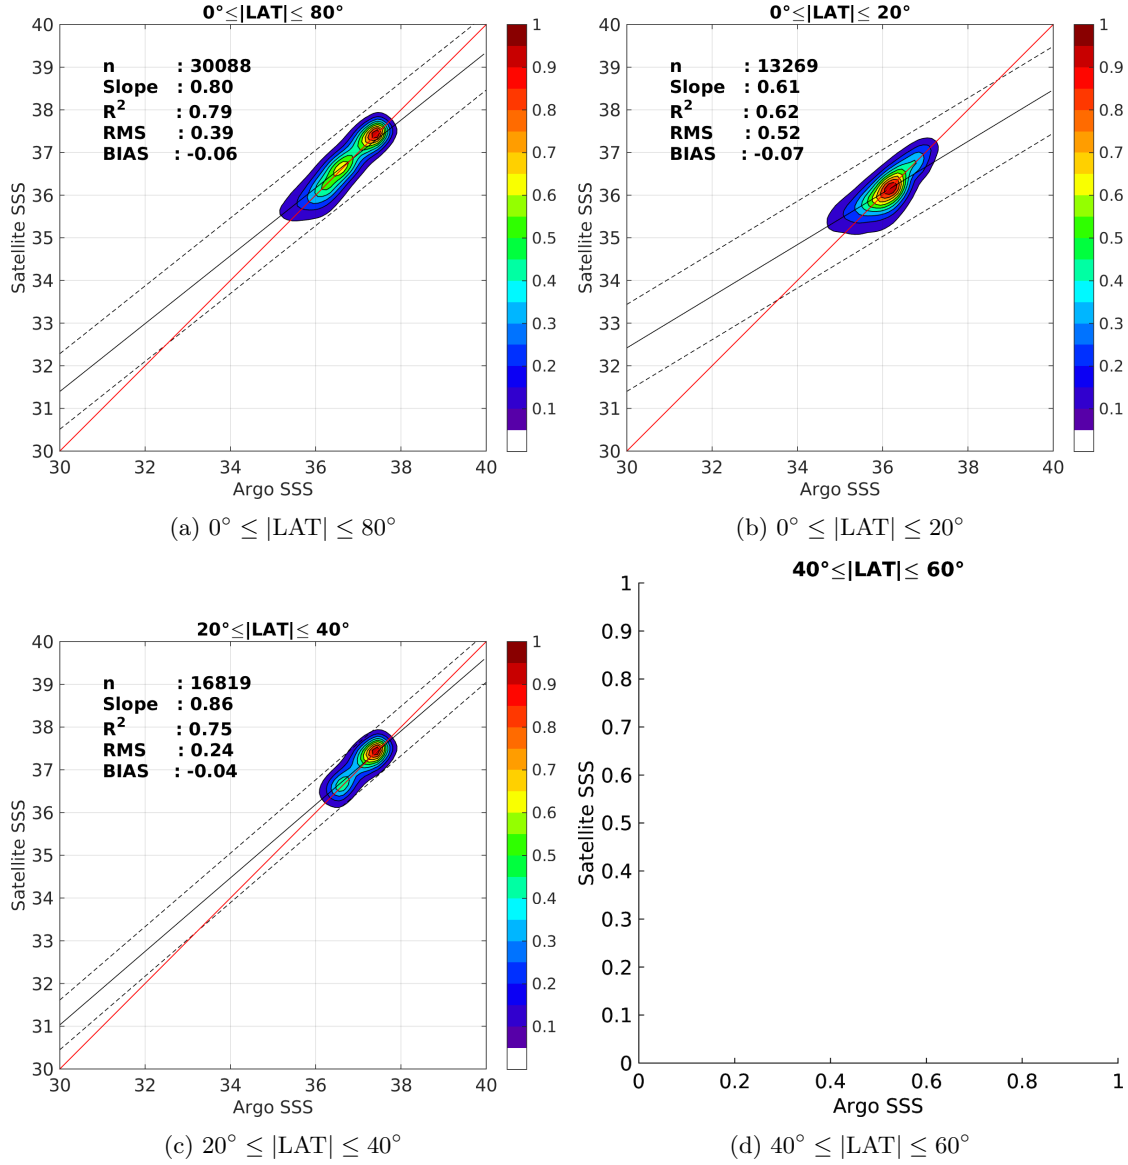 0°≤|LAT|≤ 80°
n : 30088
Slope : 0.80
R² : 0.79
RMS : 0.39
BIAS : -0.06
40
39
38
37
36
35
34
33
32
31
30
30 32 34 36 38 40
Satellite SSS
Argo SSS
1
0.9
0.8
0.7
0.6
0.5
0.4
0.3
0.2
0.1
(a) 0° ≤ |LAT| ≤ 80°
0°≤|LAT|≤ 20°
n : 13269
Slope : 0.61
R² : 0.62
RMS : 0.52
BIAS : -0.07
40
39
38
37
36
35
34
33
32
31
30
30 32 34 36 38 40
Satellite SSS
Argo SSS
1
0.9
0.8
0.7
0.6
0.5
0.4
0.3
0.2
0.1
(b) 0° ≤ |LAT| ≤ 20°
20°≤|LAT|≤ 40°
n : 16819
Slope : 0.86
R² : 0.75
RMS : 0.24
BIAS : -0.04
40
39
38
37
36
35
34
33
32
31
30
30 32 34 36 38 40
Satellite SSS
Argo SSS
1
0.9
0.8
0.7
0.6
0.5
0.4
0.3
0.2
0.1
(c) 20° ≤ |LAT| ≤ 40°
40°≤|LAT|≤ 60°
1
0.9
0.8
0.7
0.6
0.5
0.4
0.3
0.2
0.1
0
0 0.2 0.4 0.6 0.8 1
Satellite SSS
Argo SSS
(d) 40° ≤ |LAT| ≤ 60°